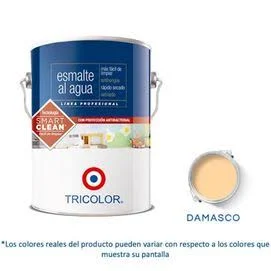 esmalte
al agua
más fácil de
limpiar
antihongos
rápido secado
satinado
LÍNEA PROFESIONAL
Tecnología
SMART
CLEAN
CON PROTECCIÓN ANTIBACTERIAL
TRICOLOR®
DAMASCO
*Los colores reales del producto pueden variar con respecto a los colores que
muestra su pantalla